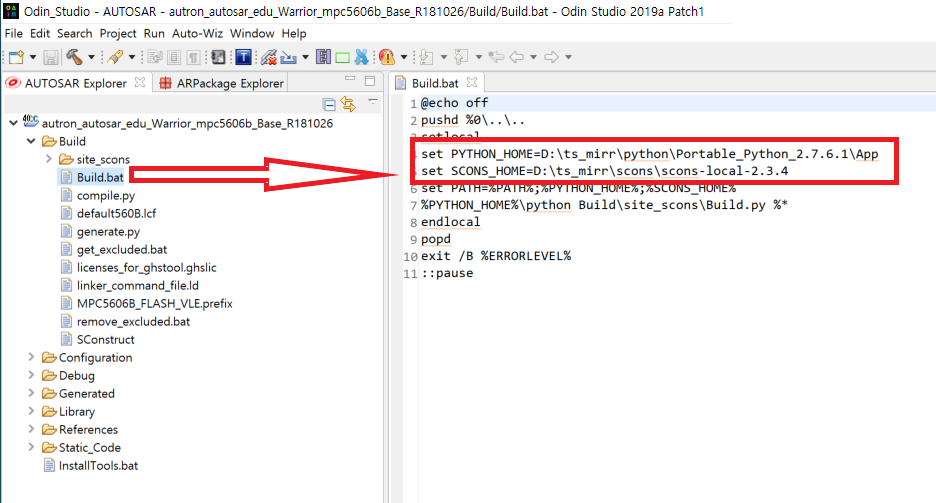 Odin_Studio - AUTOSAR - autron_autosar_edu_Warrior_mpc5606b_Base_R181026/Build/Build.bat - Odin Studio 2019a Patch1
File Edit Search Project Run Auto-Wiz Window Help
AUTOSAR Explorer
ARPackage Explorer
autron_autosar_edu_Warrior_mpc5606b_Base_R181026
Build
site_scons
Build.bat
compile.py
default560B.lcf
generate.py
get_excluded.bat
licenses_for_ghstool.ghslic
linker_command_file.ld
MPC5606B_FLASH_VLE.prefix
remove_excluded.bat
SConstruct
Configuration
Debug
Generated
Library
References
Static_Code
InstallTools.bat
Build.bat
1 @echo off
2 pushd %0\..\..
setlocal
set PYTHON_HOME=D:\ts_mirr\python\Portable_Python_2.7.6.1\App
set SCONS_HOME=D:\ts_mirr\scons\scons-local-2.3.4
6 set PATH=%PATH%;%PYTHON_HOME%;%SCONS_HOME%
7 %PYTHON_HOME%\python Build\site_scons\Build.py %*
8 endlocal
9 popd
10 exit /B %ERRORLEVEL%
11 ::pause